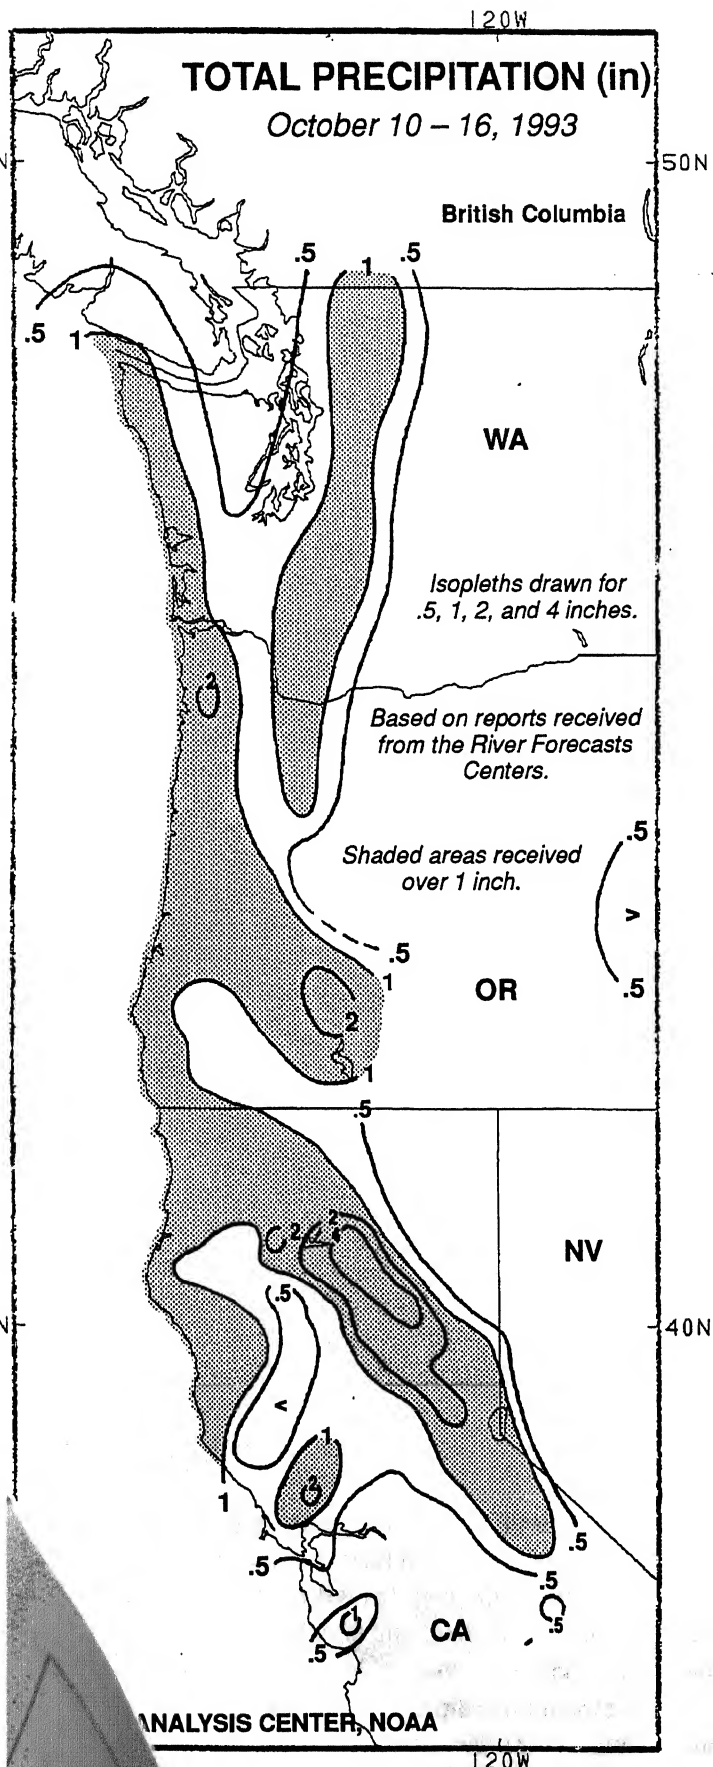 120W
TOTAL PRECIPITATION (in)
October 10 – 16, 1993
N
50N
British Columbia
.5
1
.5
.5
1
WA
Isopleths drawn for
.5, 1, 2, and 4 inches.
2
Based on reports received
from the River Forecasts
Centers.
.5
Shaded areas received
over 1 inch.
>
.5
1
.5
OR
2
1
.5
2
2
4
NV
.5
N
40N
<
1
2
1
.5
.5
.5
1
.5
CA
.5
ANALYSIS CENTER, NOAA
120W